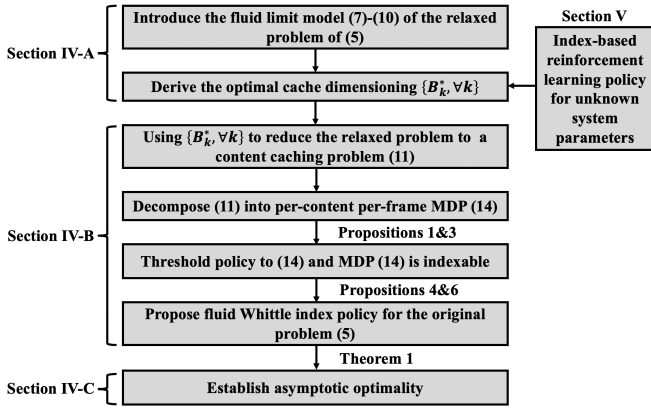 Section V
Introduce the fluid limit model (7)-(10) of the relaxed
problem of (5)
Section IV-A
Derive the optimal cache dimensioning {B*k, ∀k}
Index-based
reinforcement
learning policy
for unknown
system
parameters
Using {B*k, ∀k} to reduce the relaxed problem to a
content caching problem (11)
Decompose (11) into per-content per-frame MDP (14)
Propositions 1&3
Section IV-B
Threshold policy to (14) and MDP (14) is indexable
Propositions 4&6
Propose fluid Whittle index policy for the original
problem (5)
Theorem 1
Section IV-C
Establish asymptotic optimality